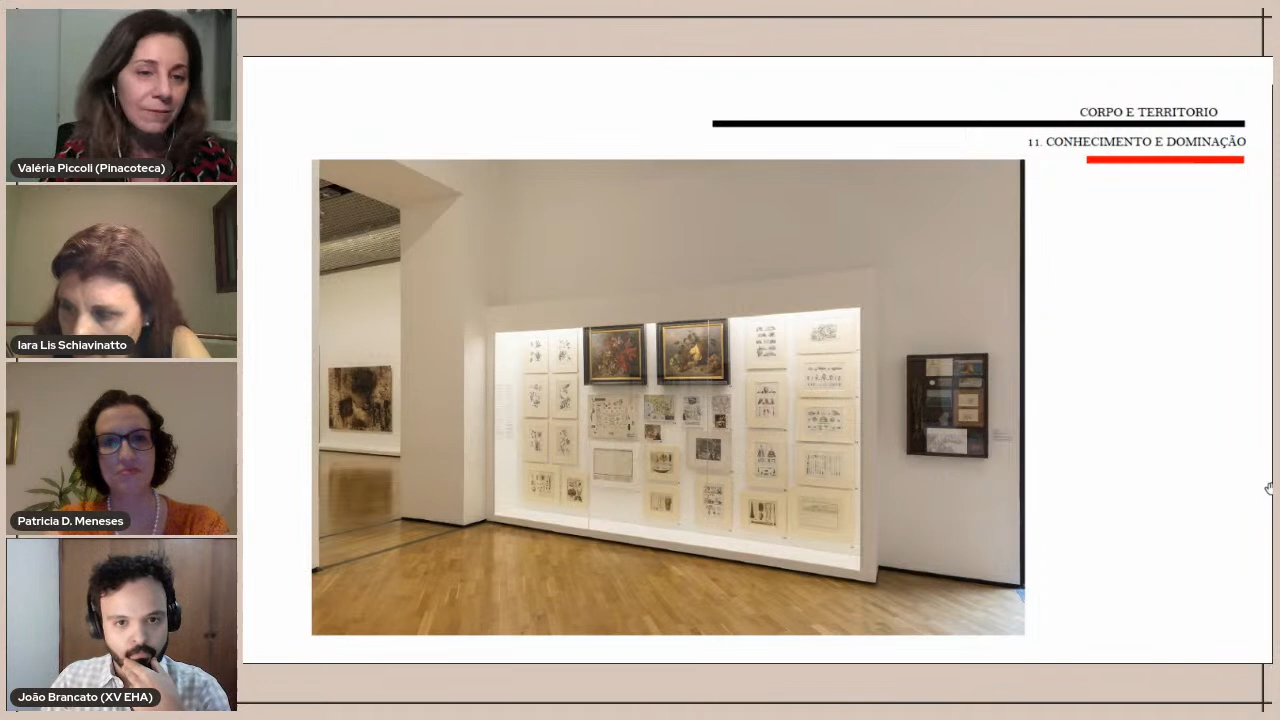 Valéria Piccoli (Pinacoteca)
Iara Lis Schiavinatto
Patricia D. Meneses
João Brancato (XV EHA)
CORPO E TERRITORIO
11. CONHECIMENTO E DOMINAÇÃO